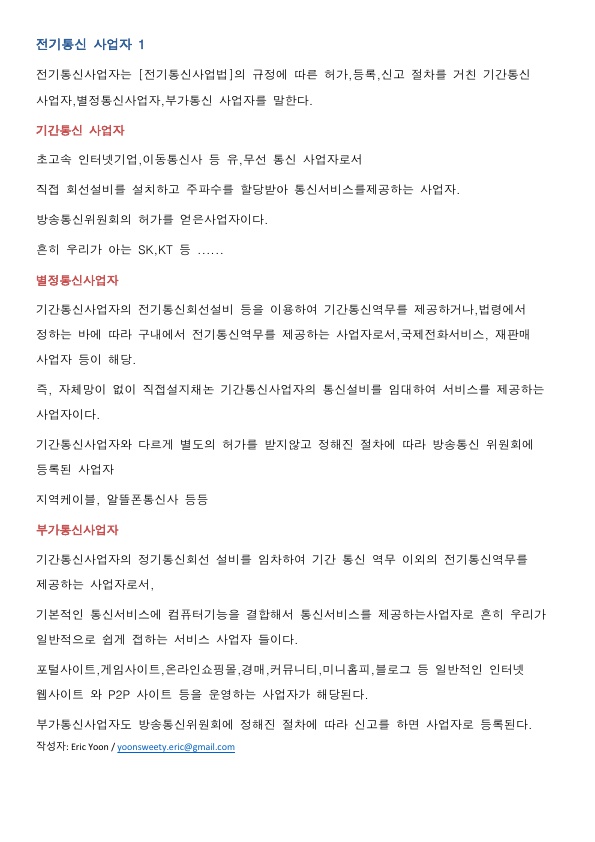 전기통신 사업자 1
전기통신사업자는 [전기통신사업법]의 규정에 따른 허가,등록,신고 절차를 거친 기간통신
사업자,별정통신사업자,부가통신 사업자를 말한다.
기간통신 사업자
초고속 인터넷기업,이동통신사 등 유,무선 통신 사업자로서
직접 회선설비를 설치하고 주파수를 할당받아 통신서비스를제공하는 사업자.
방송통신위원회의 허가를 얻은사업자이다.
흔히 우리가 아는 SK,KT 등 ……
별정통신사업자
기간통신사업자의 전기통신회선설비 등을 이용하여 기간통신역무를 제공하거나,법령에서
정하는 바에 따라 구내에서 전기통신역무를 제공하는 사업자로서,국제전화서비스, 재판매
사업자 등이 해당.
즉, 자체망이 없이 직접설지채논 기간통신사업자의 통신설비를 임대하여 서비스를 제공하는
사업자이다.
기간통신사업자와 다르게 별도의 허가를 받지않고 정해진 절차에 따라 방송통신 위원회에
등록된 사업자
지역케이블, 알뜰폰통신사 등등
부가통신사업자
기간통신사업자의 정기통신회선 설비를 임차하여 기간 통신 역무 이외의 전기통신역무를
제공하는 사업자로서,
기본적인 통신서비스에 컴퓨터기능을 결합해서 통신서비스를 제공하는사업자로 흔히 우리가
일반적으로 쉽게 접하는 서비스 사업자 들이다.
포털사이트,게임사이트,온라인쇼핑몰,경매,커뮤니티,미니홈피,블로그 등 일반적인 인터넷
웹사이트 와 P2P 사이트 등을 운영하는 사업자가 해당된다.
부가통신사업자도 방송통신위원회에 정해진 절차에 따라 신고를 하면 사업자로 등록된다.
작성자: Eric Yoon / yoonsweety.eric@gmail.com